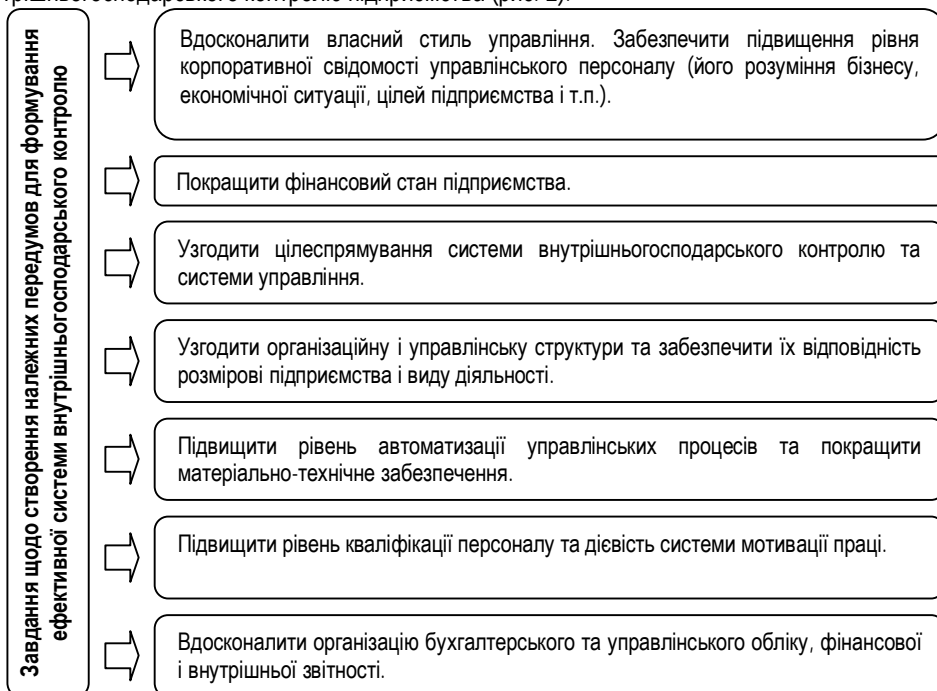 контролю підприємства (рис. 2).
Завдання щодо створення належних передумов для формування
ефективної системи внутрішньогосподарського контролю
Вдосконалити власний стиль управління. Забезпечити підвищення рівня
корпоративної свідомості управлінського персоналу (його розуміння бізнесу,
економічної ситуації, цілей підприємства і т.п.).
Покращити фінансовий стан підприємства.
Узгодити цілеспрямування системи внутрішньогосподарського контролю та
системи управління.
Узгодити організаційну і управлінську структури та забезпечити їх відповідність
розмірові підприємства і виду діяльності.
Підвищити рівень автоматизації управлінських процесів та покращити
матеріально-технічне забезпечення.
Підвищити рівень кваліфікації персоналу та дієвість системи мотивації праці.
Вдосконалити організацію бухгалтерського та управлінського обліку, фінансової
і внутрішньої звітності.